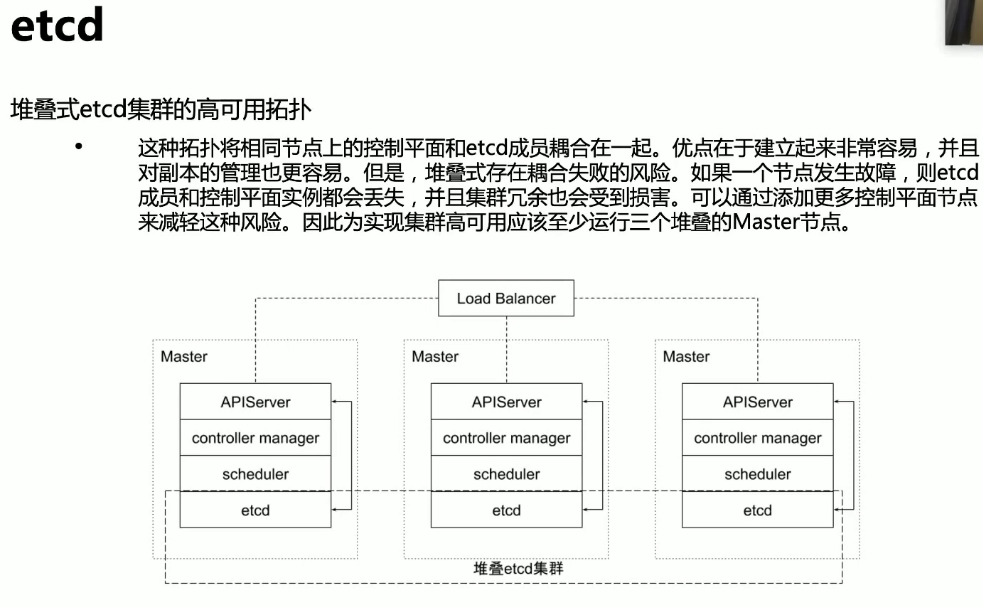 etcd
堆叠式etcd集群的高可用拓扑
• 这种拓扑将相同节点上的控制平面和etcd成员耦合在一起。优点在于建立起来非常容易，并且
对副本的管理也更容易。但是，堆叠式存在耦合失败的风险。如果一个节点发生故障，则etcd
成员和控制平面实例都会丢失，并且集群冗余也会受到损害。可以通过添加更多控制平面节点
来减轻这种风险。因此为实现集群高可用应该至少运行三个堆叠的Master节点。
Load Balancer
Master
APIServer
controller manager
scheduler
etcd
Master
APIServer
controller manager
scheduler
etcd
Master
APIServer
controller manager
scheduler
etcd
堆叠etcd集群